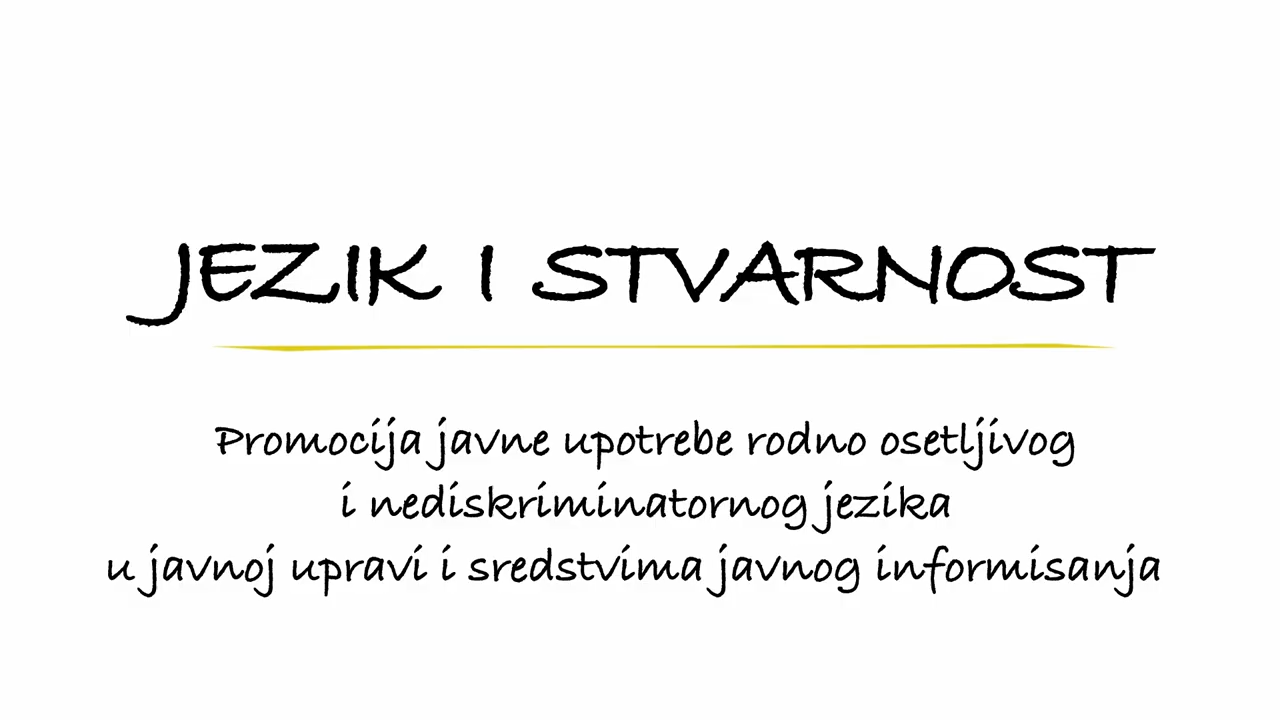 JEZIK I STVARNOST
Promocija javne upotrebe rodno osetljivog
i nediskriminatornog jezika
u javnoj upravi i sredstvima javnog informisanja